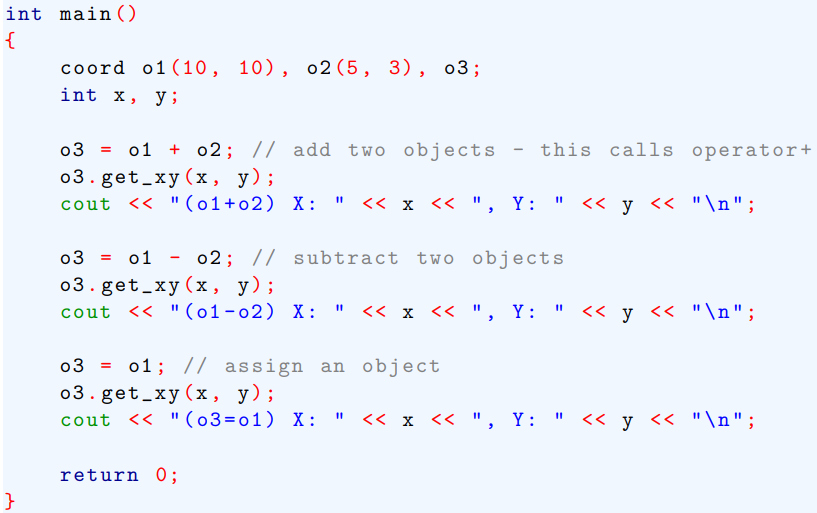 int main()
{
coord o1(10, 10), o2(5, 3), o3;
int x, y;
o3 = o1 + o2; // add two objects - this calls operator+
o3.get_xy(x, y);
cout << "(o1+o2) X: " << x << ", Y: " << y << "\n";
o3 = o1 - o2; // subtract two objects
o3.get_xy(x, y);
cout << "(o1-o2) X: " << x << ", Y: " << y << "\n";
o3 = o1; // assign an object
o3.get_xy(x, y);
cout << "(o3=o1) X: " << x << ", Y: " << y << "\n";
return 0;
}